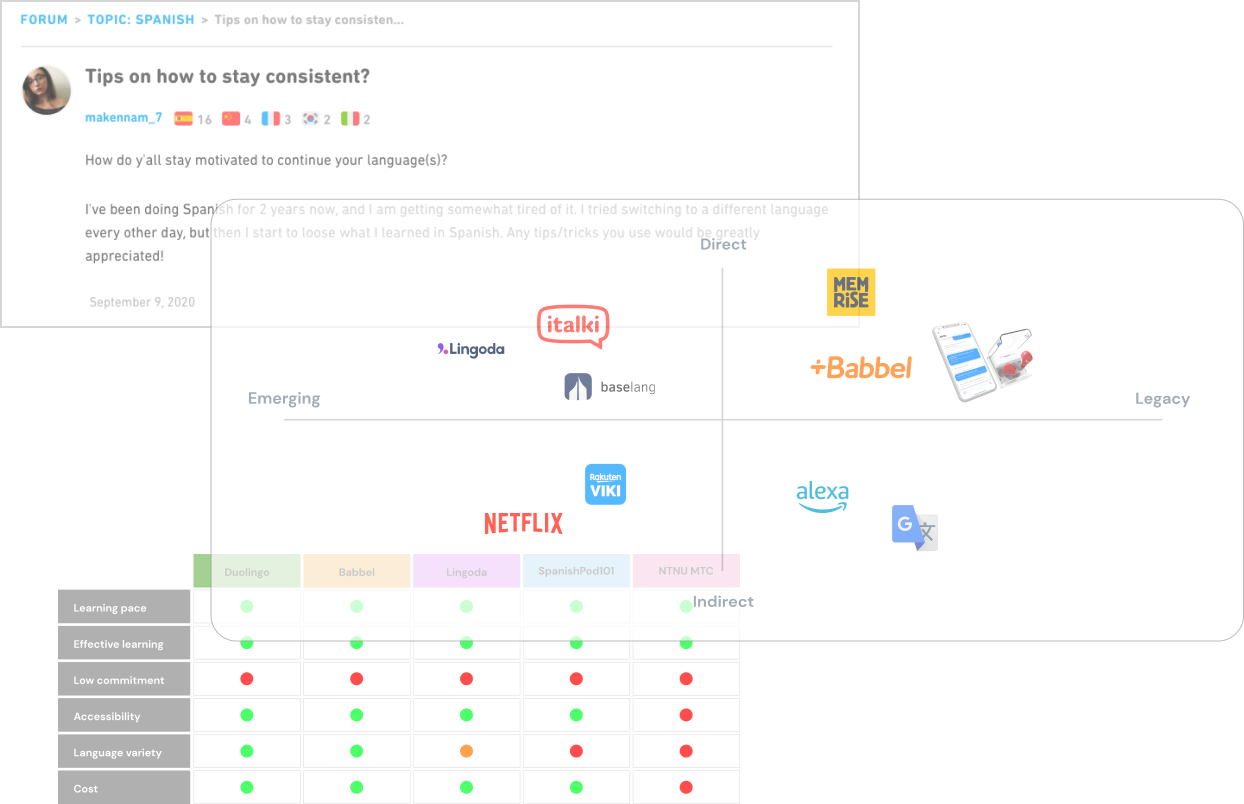 FORUM > TOPIC: SPANISH > Tips on how to stay consisten...
Tips on how to stay consistent?
makennam_7 16 4 3 2 2
How do y'all stay motivated to continue your language(s)?
I've been doing Spanish for 2 years now, and I am getting somewhat tired of it. I tried switching to a different language
every other day, but then I start to loose what I learned in Spanish. Any tips/tricks you use would be greatly
appreciated!
September 9, 2020
Direct
MEM
RiSE
italki
Lingoda
Babbel
baselang
Emerging
Legacy
Rakuten
VIKI
alexa
NETFLIX
G 文
Duolingo Babbel Lingoda SpanishPod101 NTNU MTC
Indirect
Learning pace
Effective learning
Low commitment
Accessibility
Language variety
Cost